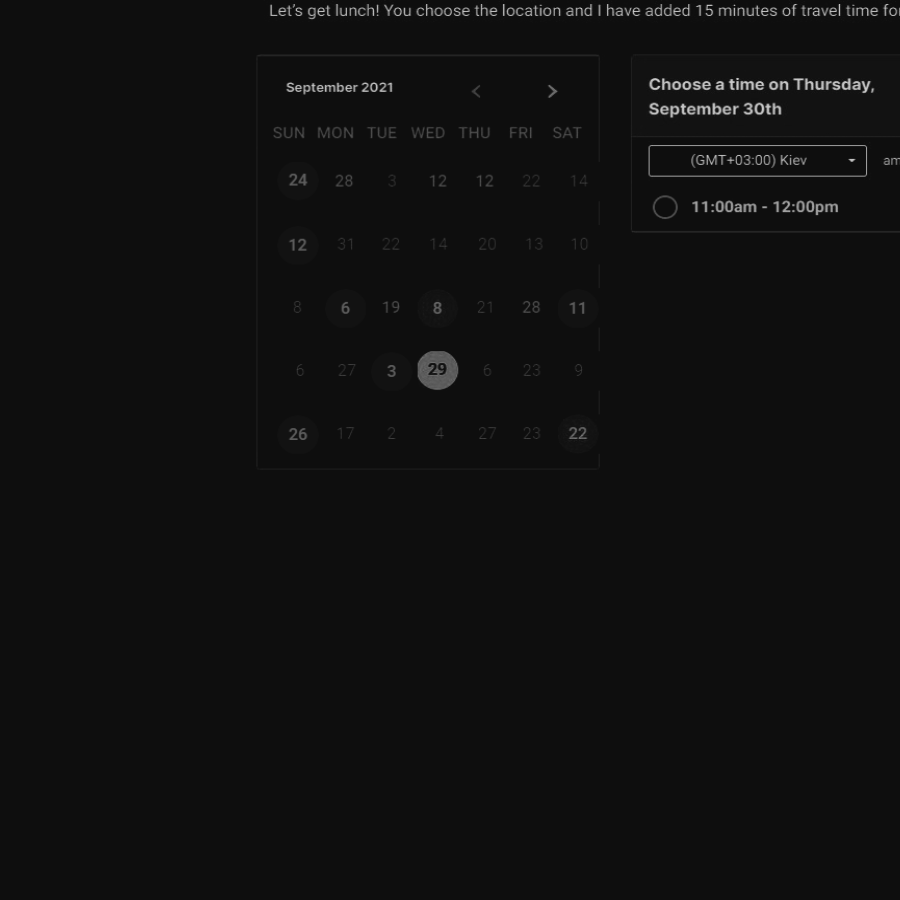 Let's get lunch! You choose the location and I have added 15 minutes of travel time for
September 2021
SUN MON TUE WED THU FRI SAT
24 28 3 12 12 22 14
12 31 22 14 20 13 10
8 6 19 8 21 28 11
6 27 3 29 6 23 9
26 17 2 4 27 23 22
Choose a time on Thursday,
September 30th
(GMT+03:00) Kiev am
11:00am - 12:00pm